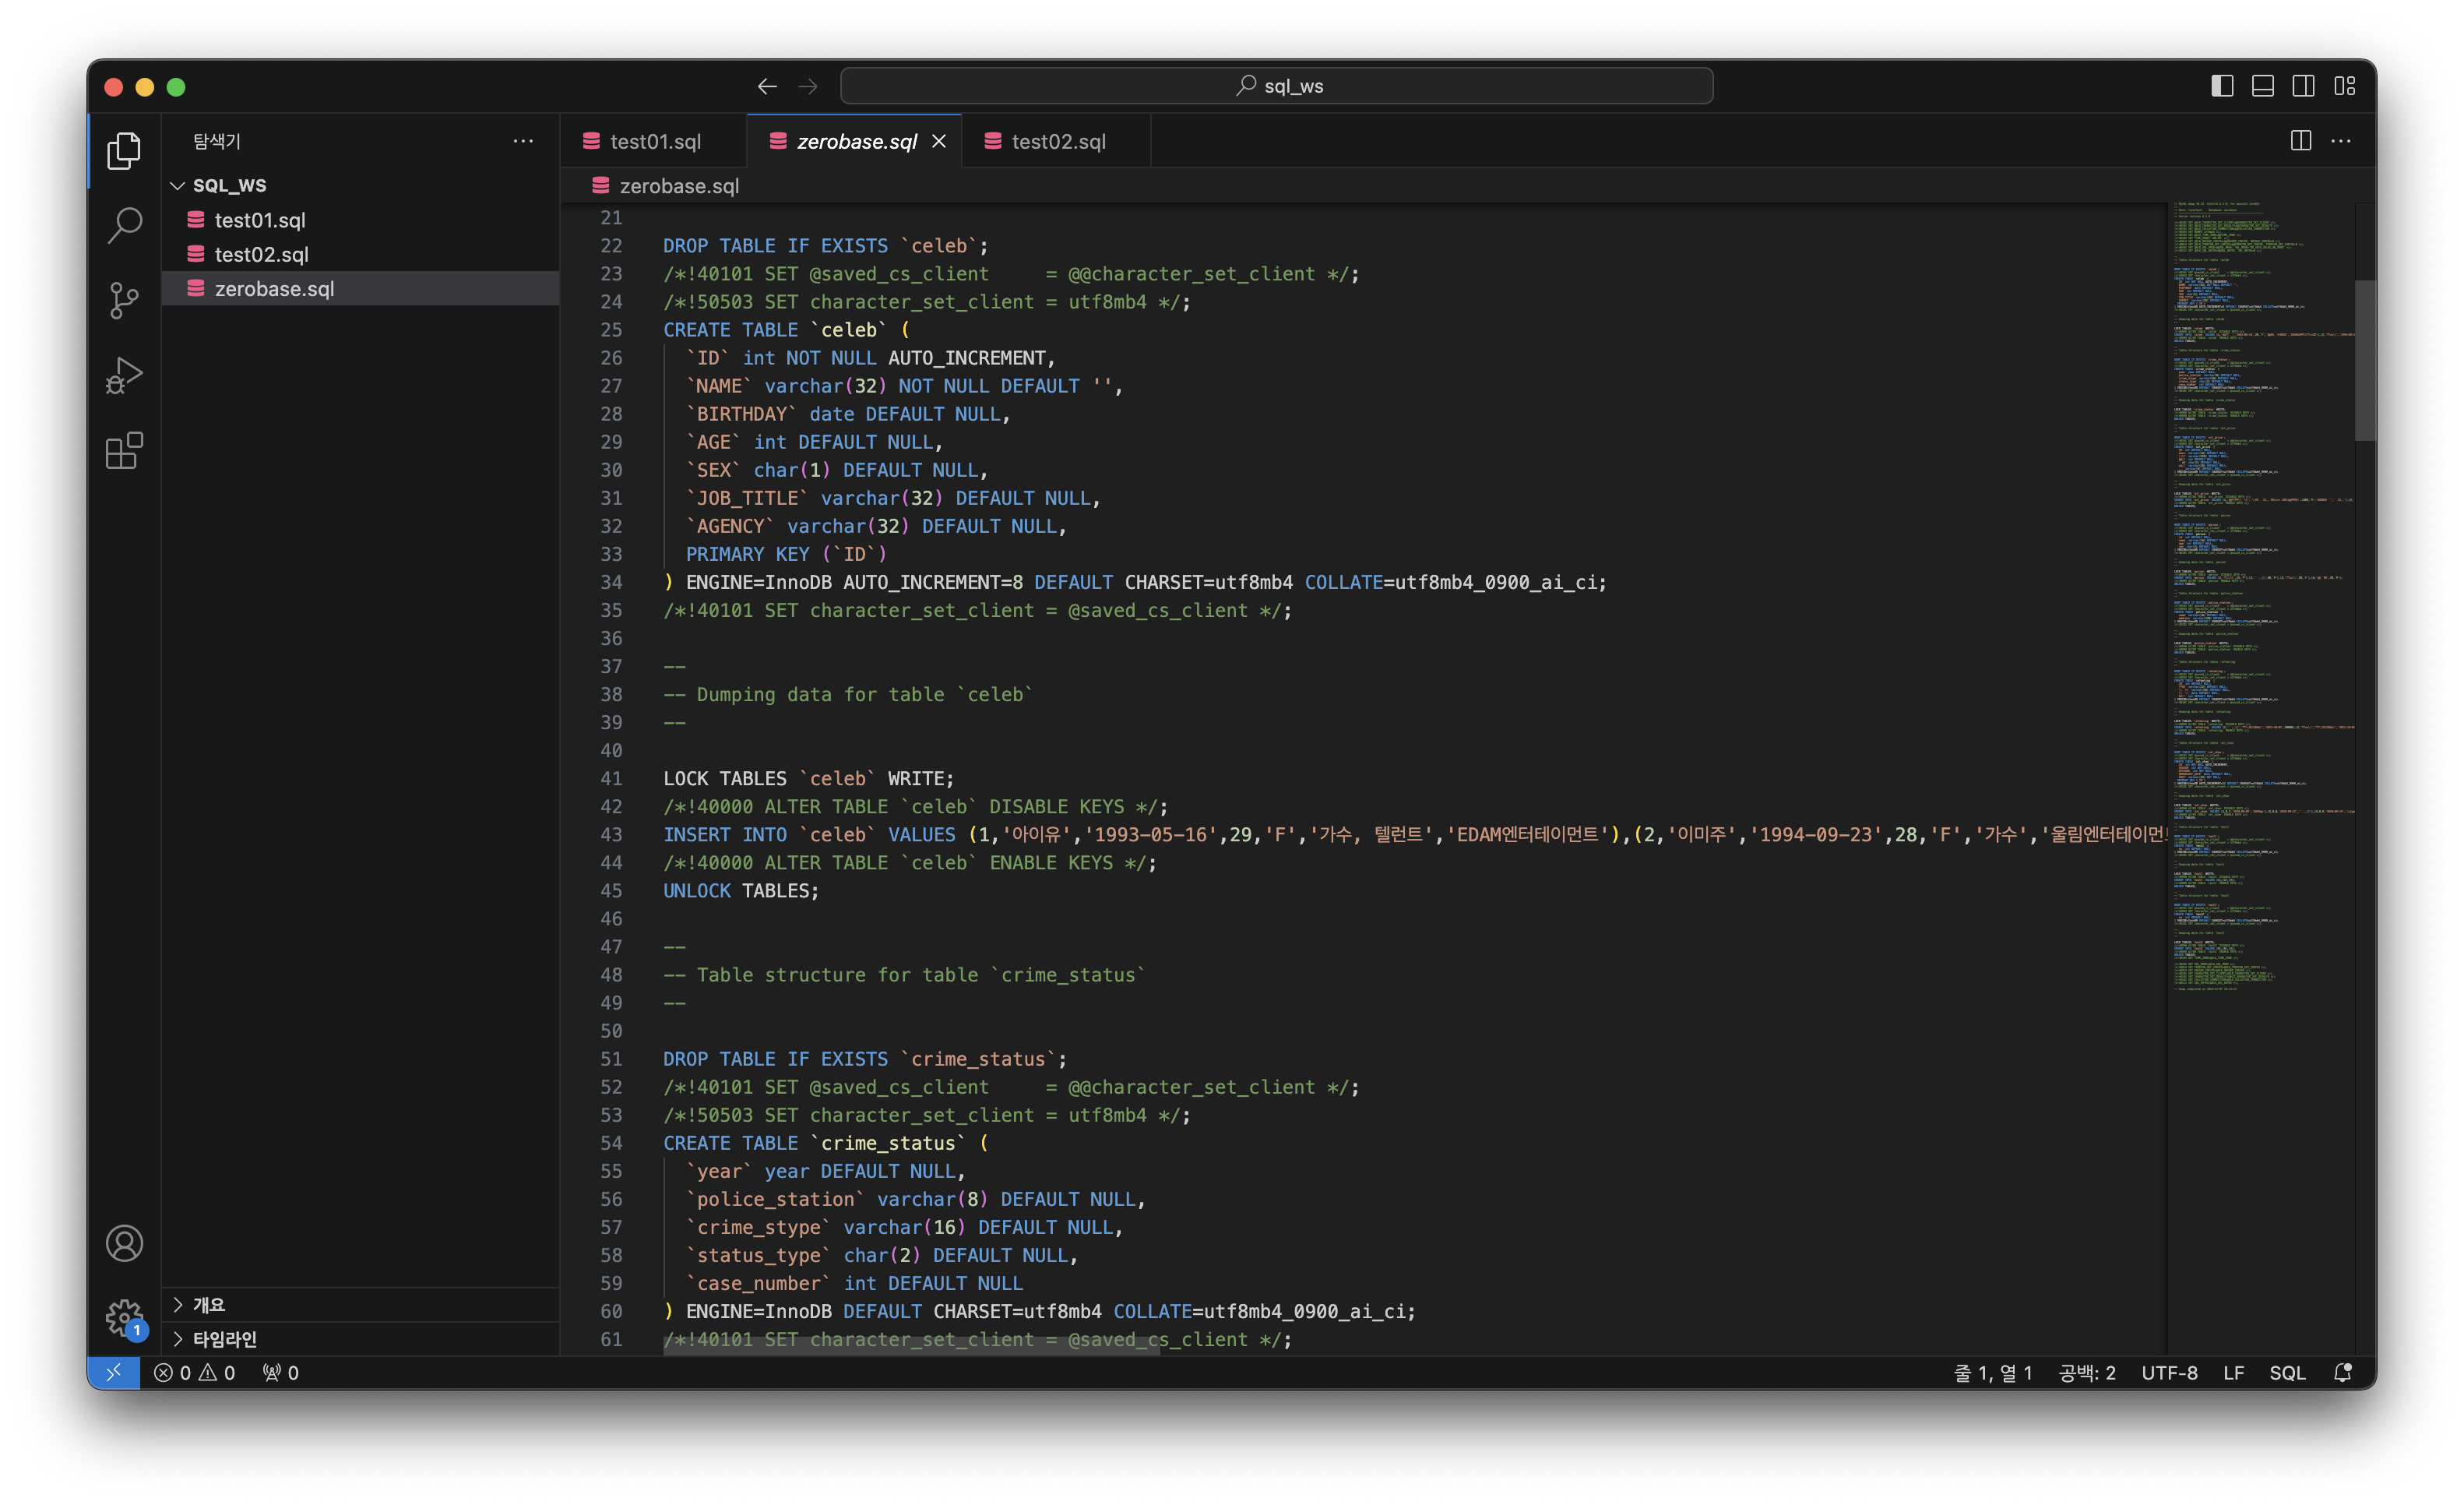 sql_ws
탐색기
SQL_WS
test01.sql
test02.sql
zerobase.sql
개요
타임라인
test01.sql
zerobase.sql
test02.sql
zerobase.sql
21
22 DROP TABLE IF EXISTS `celeb`;
23 /*!40101 SET @saved_cs_client     = @@character_set_client */;
24 /*!50503 SET character_set_client = utf8mb4 */;
25 CREATE TABLE `celeb` (
26   `ID` int NOT NULL AUTO_INCREMENT,
27   `NAME` varchar(32) NOT NULL DEFAULT '',
28   `BIRTHDAY` date DEFAULT NULL,
29   `AGE` int DEFAULT NULL,
30   `SEX` char(1) DEFAULT NULL,
31   `JOB_TITLE` varchar(32) DEFAULT NULL,
32   `AGENCY` varchar(32) DEFAULT NULL,
33   PRIMARY KEY (`ID`)
34 ) ENGINE=InnoDB AUTO_INCREMENT=8 DEFAULT CHARSET=utf8mb4 COLLATE=utf8mb4_0900_ai_ci;
35 /*!40101 SET character_set_client = @saved_cs_client */;
36
37 --
38 -- Dumping data for table `celeb`
39 --
40
41 LOCK TABLES `celeb` WRITE;
42 /*!40000 ALTER TABLE `celeb` DISABLE KEYS */;
43 INSERT INTO `celeb` VALUES (1,'아이유','1993-05-16',29,'F','가수, 텔런트','EDAM엔터테이먼트'),(2,'이미주','1994-09-23',28,'F','가수','울림엔터테이먼
44 /*!40000 ALTER TABLE `celeb` ENABLE KEYS */;
45 UNLOCK TABLES;
46
47 --
48 -- Table structure for table `crime_status`
49 --
50
51 DROP TABLE IF EXISTS `crime_status`;
52 /*!40101 SET @saved_cs_client     = @@character_set_client */;
53 /*!50503 SET character_set_client = utf8mb4 */;
54 CREATE TABLE `crime_status` (
55   `year` year DEFAULT NULL,
56   `police_station` varchar(8) DEFAULT NULL,
57   `crime_stype` varchar(16) DEFAULT NULL,
58   `status_type` char(2) DEFAULT NULL,
59   `case_number` int DEFAULT NULL
60 ) ENGINE=InnoDB DEFAULT CHARSET=utf8mb4 COLLATE=utf8mb4_0900_ai_ci;
61 /*!40101 SET character_set_client = @saved_cs_client */;
1
0 0 0
줄 1, 열 1 공백: 2 UTF-8 LF SQL